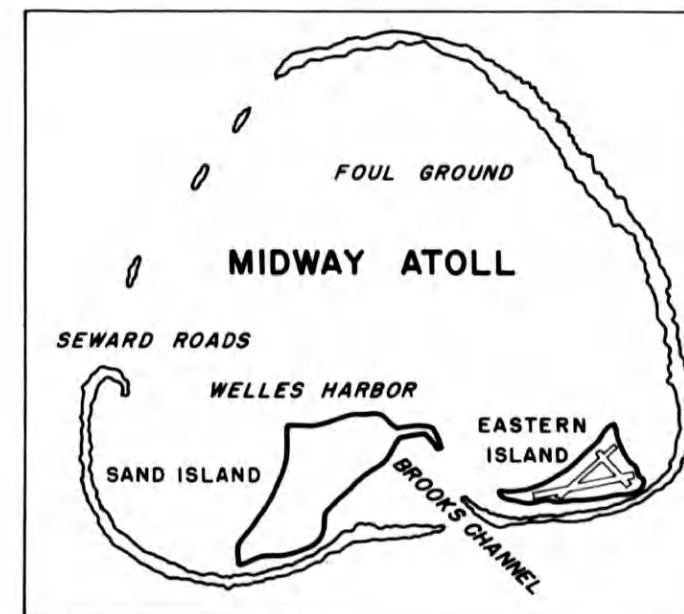 FOUL GROUND
MIDWAY ATOLL
SEWARD ROADS
WELLES HARBOR
EASTERN
ISLAND
SAND ISLAND
BROOKS CHANNEL